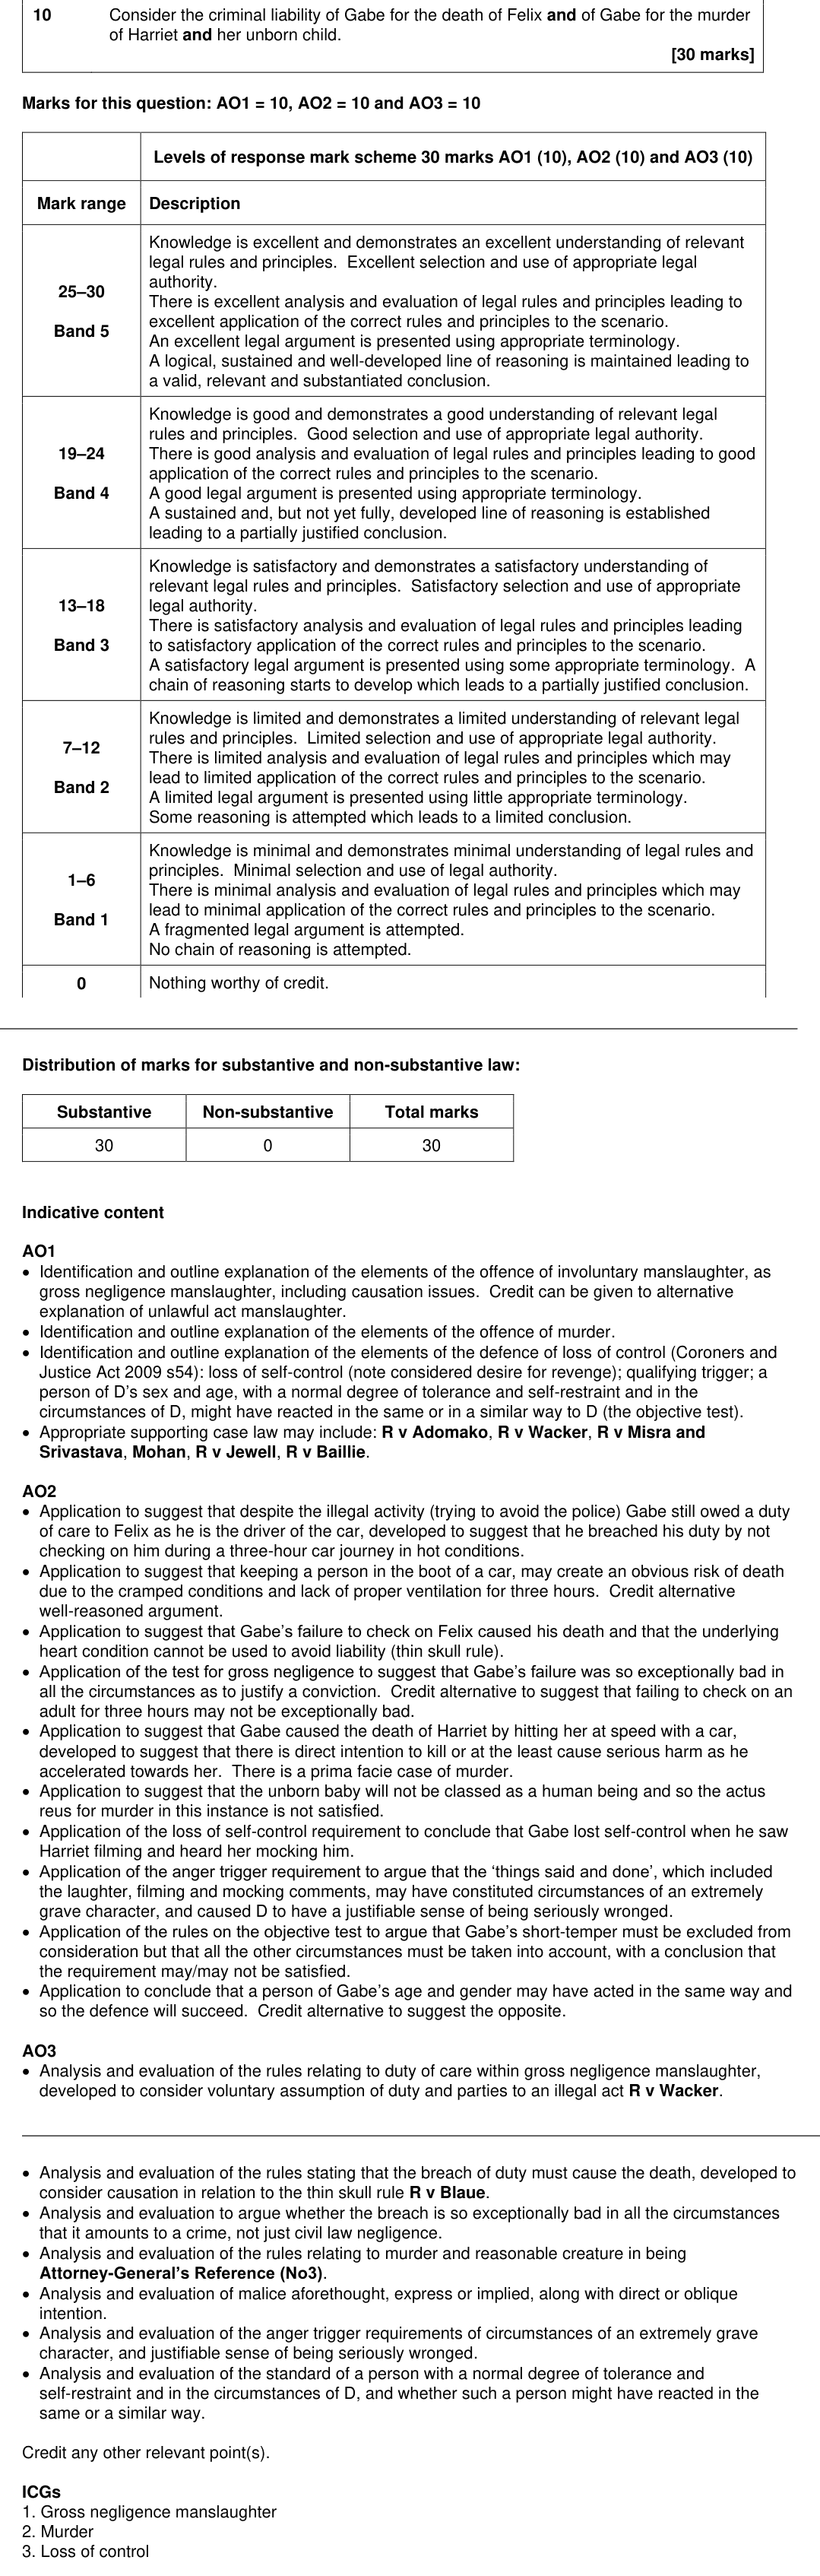 10 Consider the criminal liability of Gabe for the death of Felix and of Gabe for the murder
of Harriet and her unborn child.
[30 marks]
Marks for this question: AO1 = 10, AO2 = 10 and AO3 = 10
Levels of response mark scheme 30 marks AO1 (10), AO2 (10) and AO3 (10)
Mark range Description
25–30
Band 5
Knowledge is excellent and demonstrates an excellent understanding of relevant
legal rules and principles. Excellent selection and use of appropriate legal
authority.
There is excellent analysis and evaluation of legal rules and principles leading to
excellent application of the correct rules and principles to the scenario.
An excellent legal argument is presented using appropriate terminology.
A logical, sustained and well-developed line of reasoning is maintained leading to
a valid, relevant and substantiated conclusion.
19–24
Band 4
Knowledge is good and demonstrates a good understanding of relevant legal
rules and principles. Good selection and use of appropriate legal authority.
There is good analysis and evaluation of legal rules and principles leading to good
application of the correct rules and principles to the scenario.
A good legal argument is presented using appropriate terminology.
A sustained and, but not yet fully, developed line of reasoning is established
leading to a partially justified conclusion.
13–18
Band 3
Knowledge is satisfactory and demonstrates a satisfactory understanding of
relevant legal rules and principles. Satisfactory selection and use of appropriate
legal authority.
There is satisfactory analysis and evaluation of legal rules and principles leading
to satisfactory application of the correct rules and principles to the scenario.
A satisfactory legal argument is presented using some appropriate terminology. A
chain of reasoning starts to develop which leads to a partially justified conclusion.
7–12
Band 2
Knowledge is limited and demonstrates a limited understanding of relevant legal
rules and principles. Limited selection and use of appropriate legal authority.
There is limited analysis and evaluation of legal rules and principles which may
lead to limited application of the correct rules and principles to the scenario.
A limited legal argument is presented using little appropriate terminology.
Some reasoning is attempted which leads to a limited conclusion.
1–6
Band 1
Knowledge is minimal and demonstrates minimal understanding of legal rules and
principles. Minimal selection and use of legal authority.
There is minimal analysis and evaluation of legal rules and principles which may
lead to minimal application of the correct rules and principles to the scenario.
A fragmented legal argument is attempted.
No chain of reasoning is attempted.
0 Nothing worthy of credit.
Distribution of marks for substantive and non-substantive law:
Substantive Non-substantive Total marks
30 0 30
Indicative content
AO1
• Identification and outline explanation of the elements of the offence of involuntary manslaughter, as
gross negligence manslaughter, including causation issues. Credit can be given to alternative
explanation of unlawful act manslaughter.
• Identification and outline explanation of the elements of the offence of murder.
• Identification and outline explanation of the elements of the defence of loss of control (Coroners and
Justice Act 2009 s54): loss of self-control (note considered desire for revenge); qualifying trigger; a
person of D's sex and age, with a normal degree of tolerance and self-restraint and in the
circumstances of D, might have reacted in the same or in a similar way to D (the objective test).
• Appropriate supporting case law may include: R v Adomako, R v Wacker, R v Misra and
Srivastava, Mohan, R v Jewell, R v Baillie.
AO2
• Application to suggest that despite the illegal activity (trying to avoid the police) Gabe still owed a duty
of care to Felix as he is the driver of the car, developed to suggest that he breached his duty by not
checking on him during a three-hour car journey in hot conditions.
• Application to suggest that keeping a person in the boot of a car, may create an obvious risk of death
due to the cramped conditions and lack of proper ventilation for three hours. Credit alternative
well-reasoned argument.
• Application to suggest that Gabe's failure to check on Felix caused his death and that the underlying
heart condition cannot be used to avoid liability (thin skull rule).
• Application of the test for gross negligence to suggest that Gabe's failure was so exceptionally bad in
all the circumstances as to justify a conviction. Credit alternative to suggest that failing to check on an
adult for three hours may not be exceptionally bad.
• Application to suggest that Gabe caused the death of Harriet by hitting her at speed with a car,
developed to suggest that there is direct intention to kill or at the least cause serious harm as he
accelerated towards her. There is a prima facie case of murder.
• Application to suggest that the unborn baby will not be classed as a human being and so the actus
reus for murder in this instance is not satisfied.
• Application of the loss of self-control requirement to conclude that Gabe lost self-control when he saw
Harriet filming and heard her mocking him.
• Application of the anger trigger requirement to argue that the 'things said and done', which included
the laughter, filming and mocking comments, may have constituted circumstances of an extremely
grave character, and caused D to have a justifiable sense of being seriously wronged.
• Application of the rules on the objective test to argue that Gabe's short-temper must be excluded from
consideration but that all the other circumstances must be taken into account, with a conclusion that
the requirement may/may not be satisfied.
• Application to conclude that a person of Gabe's age and gender may have acted in the same way and
so the defence will succeed. Credit alternative to suggest the opposite.
AO3
• Analysis and evaluation of the rules relating to duty of care within gross negligence manslaughter,
developed to consider voluntary assumption of duty and parties to an illegal act R v Wacker.
• Analysis and evaluation of the rules stating that the breach of duty must cause the death, developed to
consider causation in relation to the thin skull rule R v Blaue.
• Analysis and evaluation to argue whether the breach is so exceptionally bad in all the circumstances
that it amounts to a crime, not just civil law negligence.
• Analysis and evaluation of the rules relating to murder and reasonable creature in being
Attorney-General's Reference (No3).
• Analysis and evaluation of malice aforethought, express or implied, along with direct or oblique
intention.
• Analysis and evaluation of the anger trigger requirements of circumstances of an extremely grave
character, and justifiable sense of being seriously wronged.
• Analysis and evaluation of the standard of a person with a normal degree of tolerance and
self-restraint and in the circumstances of D, and whether such a person might have reacted in the
same or a similar way.
Credit any other relevant point(s).
ICGs
1. Gross negligence manslaughter
2. Murder
3. Loss of control